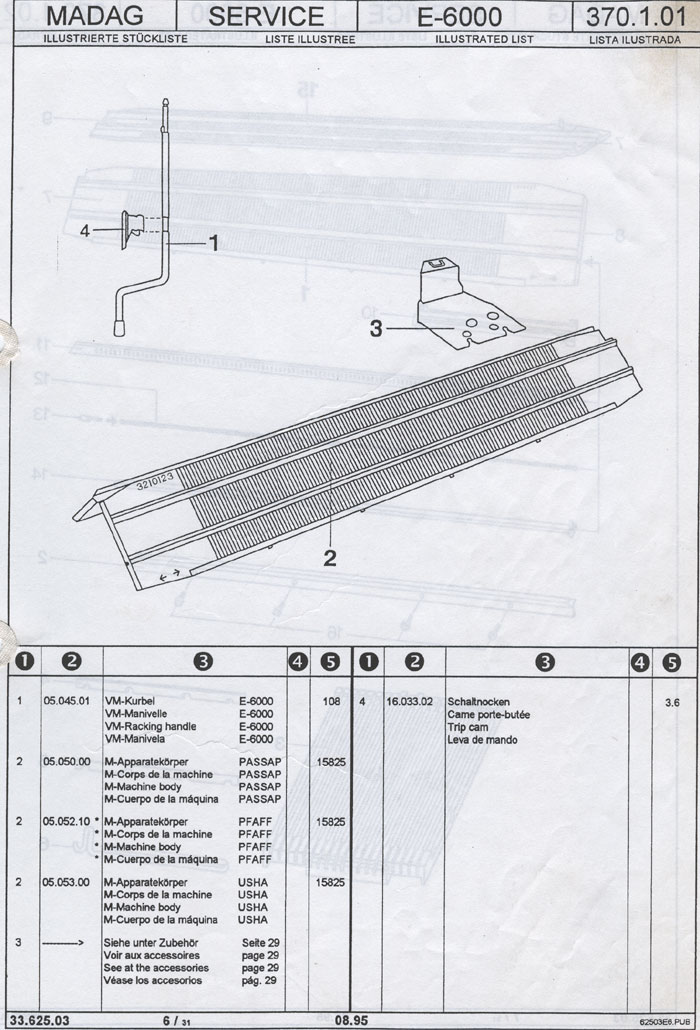 MADAG SERVICE E-6000 370.1.01
ILLUSTRIERTE STÜCKLISTE LISTE ILLUSTREE ILLUSTRATED LIST LISTA ILUSTRADA
4
1
3
3210123
2
1 2 3 4 5 1 2 3 4 5
1 05.045.01 VM-Kurbel E-6000 108
VM-Manivelle E-6000
VM-Racking handle E-6000
VM-Manivela E-6000
2 05.050.00 M-Apparatekörper PASSAP 15825
M-Corps de la machine PASSAP
M-Machine body PASSAP
M-Cuerpo de la máquina PASSAP
2 05.052.10 * M-Apparatekörper PFAFF 15825
* M-Corps de la machine PFAFF
* M-Machine body PFAFF
* M-Cuerpo de la máquina PFAFF
2 05.053.00 M-Apparatekörper USHA 15825
M-Corps de la machine USHA
M-Machine body USHA
M-Cuerpo de la máquina USHA
3 ----------> Siehe unter Zubehör Seite 29
Voir aux accessoires page 29
See at the accessories page 29
Véase los accesorios pág. 29
4 16.033.02 Schaltnocken 3.6
Came porte-butée
Trip cam
Leva de mando
33.625.03 6 / 31 08.95 62503E6.PUB